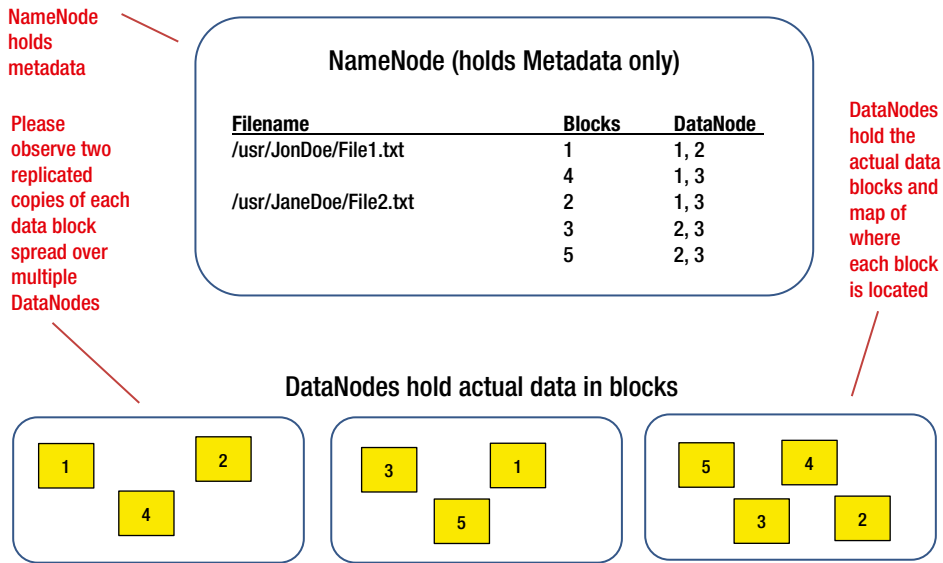 NameNode
holds
metadata
Please
observe two
replicated
copies of each
data block
spread over
multiple
DataNodes
NameNode (holds Metadata only)
Filename Blocks DataNode
/usr/JonDoe/File1.txt 1 1, 2
4 1, 3
/usr/JaneDoe/File2.txt 2 1, 3
3 2, 3
5 2, 3
DataNodes
hold the
actual data
blocks and
map of
where
each block
is located
DataNodes hold actual data in blocks
1 2
4
3 1
5
5 4
3 2